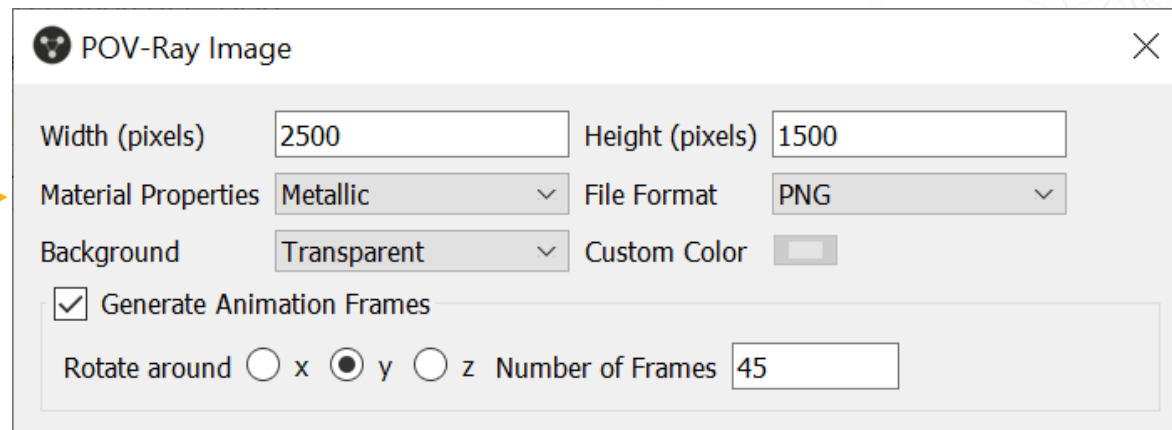 POV-Ray Image
Width (pixels) 2500 Height (pixels) 1500
Material Properties Metallic File Format PNG
Background Transparent Custom Color
Generate Animation Frames
Rotate around x y z Number of Frames 45